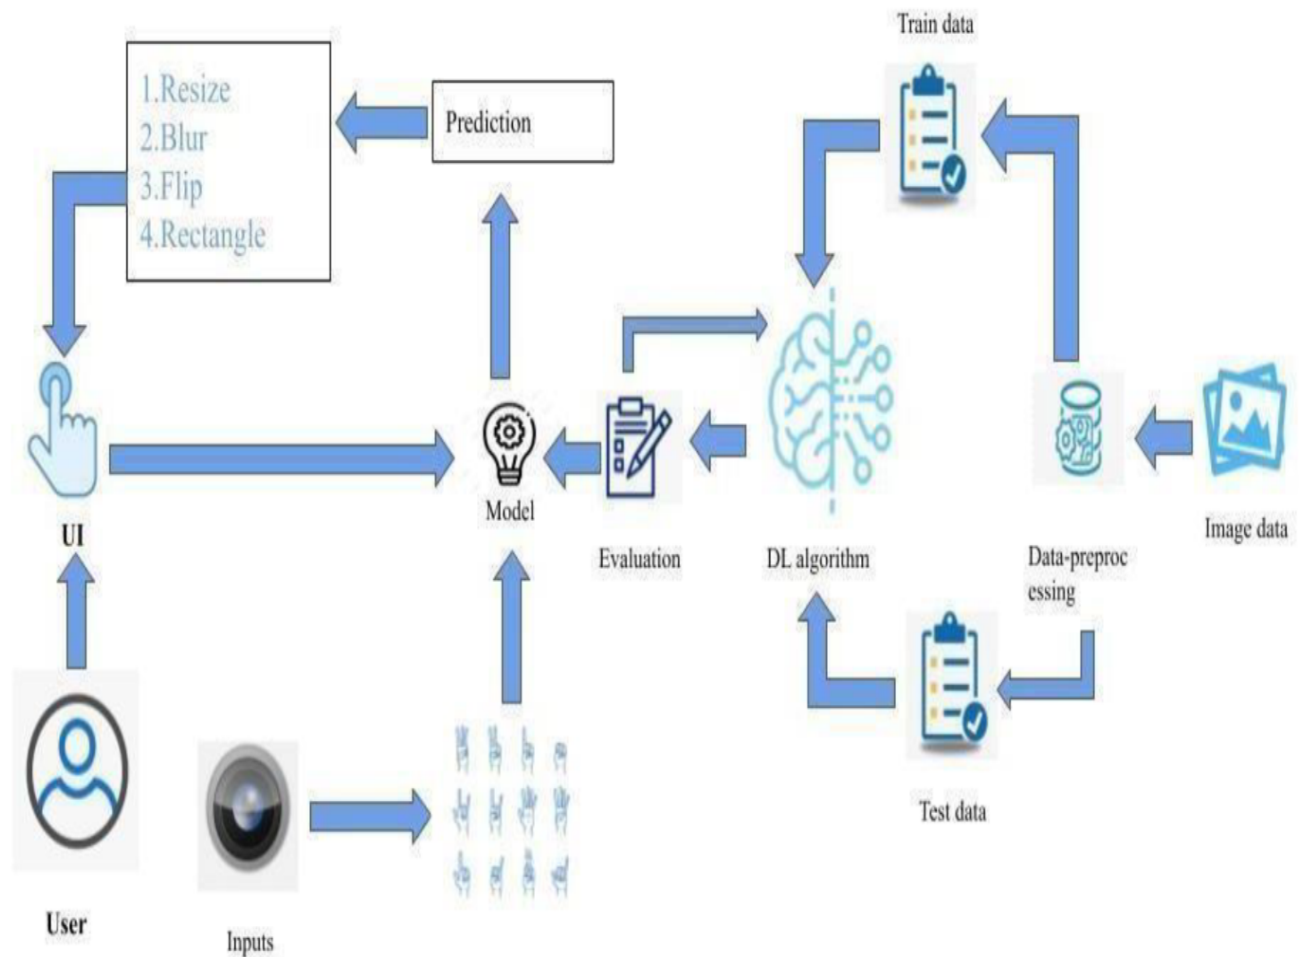 Train data
1.Resize
2.Blur
3.Flip
4.Rectangle
Prediction
UI
Model
Evaluation
DL algorithm
Data-preproc
essing
Image data
Test data
User
Inputs